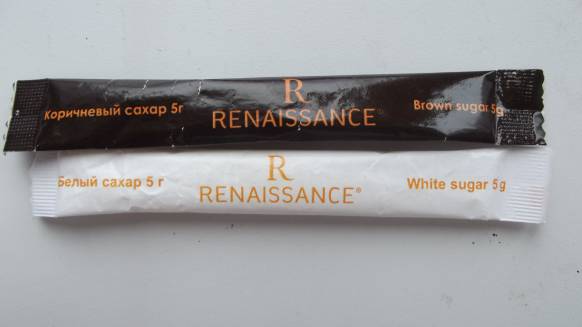 R
Коричневый сахар 5г
RENAISSANCE®
Brown sugar 5g
R
Белый сахар 5 г
RENAISSANCE®
White sugar 5g